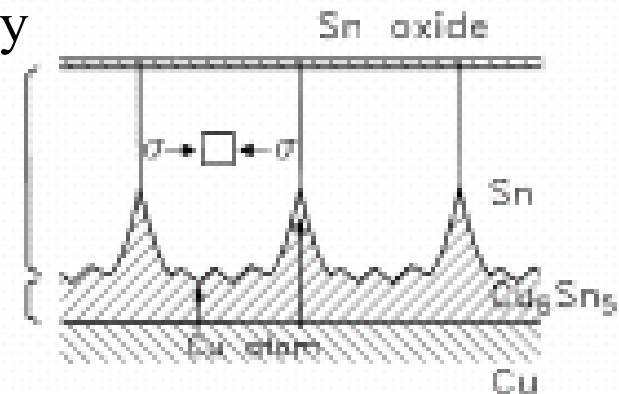 y
Sn oxide
σ → □ ← σ
Sn
Cu₆Sn₅
Cu atom
Cu